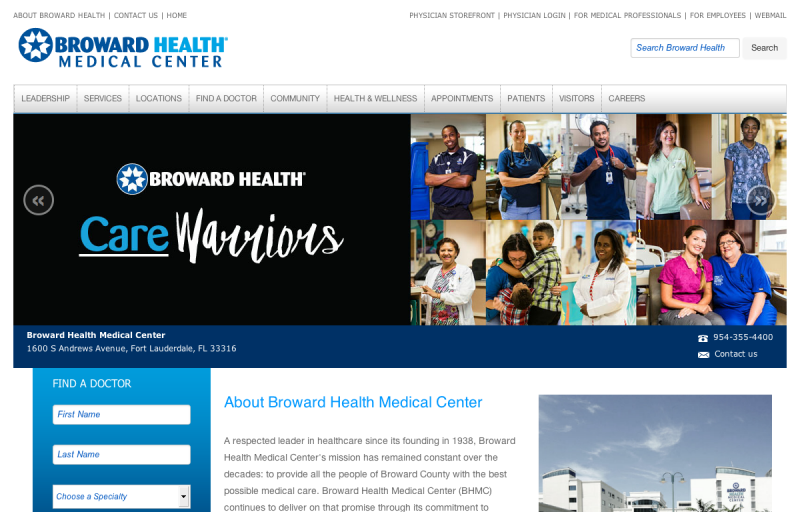 ABOUT BROWARD HEALTH | CONTACT US | HOME
PHYSICIAN STOREFRONT | PHYSICIAN LOGIN | FOR MEDICAL PROFESSIONALS | FOR EMPLOYEES | WEBMAIL
BROWARD HEALTH®
MEDICAL CENTER
Search Broward Health
Search
LEADERSHIP
SERVICES
LOCATIONS
FIND A DOCTOR
COMMUNITY
HEALTH & WELLNESS
APPOINTMENTS
PATIENTS
VISITORS
CAREERS
BROWARD HEALTH®
Care Warriors
Broward Health Medical Center
1600 S Andrews Avenue, Fort Lauderdale, FL 33316
954-355-4400
Contact us
FIND A DOCTOR
First Name
Last Name
Choose a Specialty
About Broward Health Medical Center
A respected leader in healthcare since its founding in 1938, Broward
Health Medical Center's mission has remained constant over the
decades: to provide all the people of Broward County with the best
possible medical care. Broward Health Medical Center (BHMC)
continues to deliver on that promise through its commitment to
BROWARD HEALTH